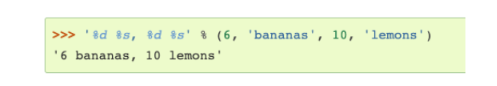 >>> '%d %s, %d %s' % (6, 'bananas', 10, 'lemons')
'6 bananas, 10 lemons'